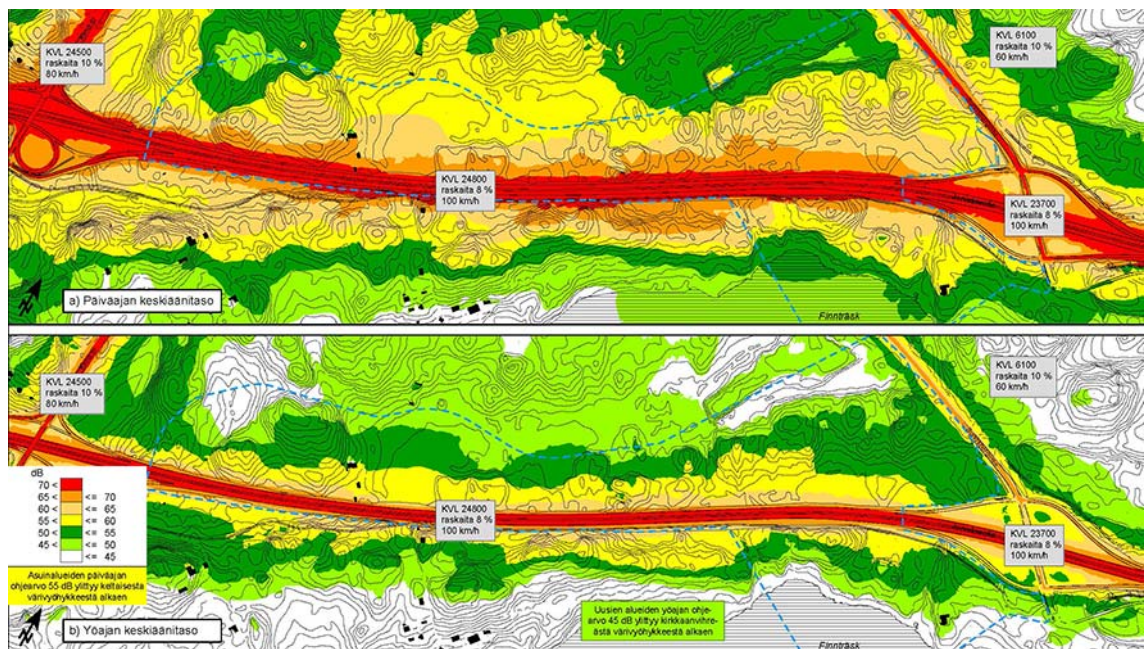 KVL 24500
raskaita 10 %
80 km/h
KVL 6100
raskaita 10 %
60 km/h
KVL 24800
raskaita 8 %
100 km/h
KVL 23700
raskaita 8 %
100 km/h
a) Päiväajan keskiäänitaso
Finnträsk
KVL 24500
raskaita 10 %
80 km/h
KVL 6100
raskaita 10 %
60 km/h
KVL 24800
raskaita 8 %
100 km/h
KVL 23700
raskaita 8 %
100 km/h
dB
70 <
65 < <= 70
60 < <= 65
55 < <= 60
50 < <= 55
45 < <= 50
<= 45
Asuinalueiden päiväajan
ohjearvo 55-dB ylittyy keltaisesta
värivyöhykkeestä alkaen
Uusien alueiden yöajan ohje-
arvo 45 dB ylittyy kirkkaanvihre-
ästä värivyöhykkeestä alkaen
b) Yöajan keskiäänitaso
Finnträsk